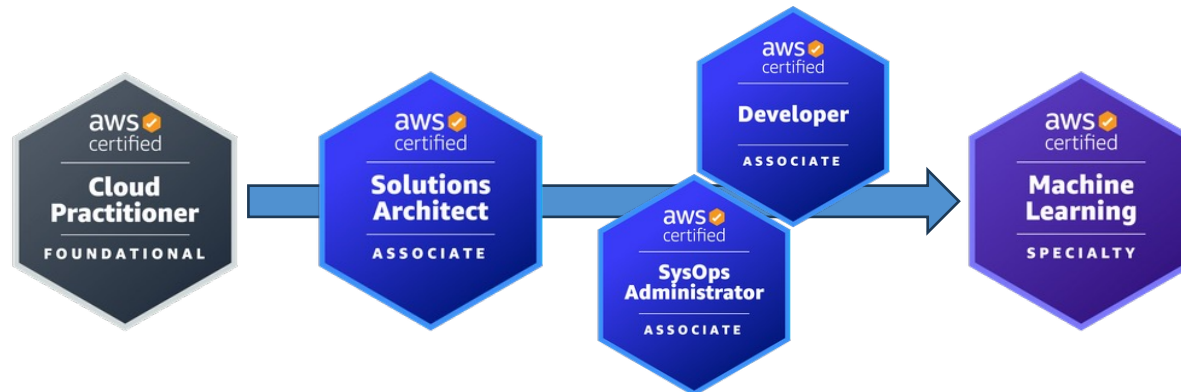 aws
certified
Cloud
Practitioner
FOUNDATIONAL
aws
certified
Solutions
Architect
ASSOCIATE
aws
certified
Developer
ASSOCIATE
aws
certified
SysOps
Administrator
ASSOCIATE
aws
certified
Machine
Learning
SPECIALTY